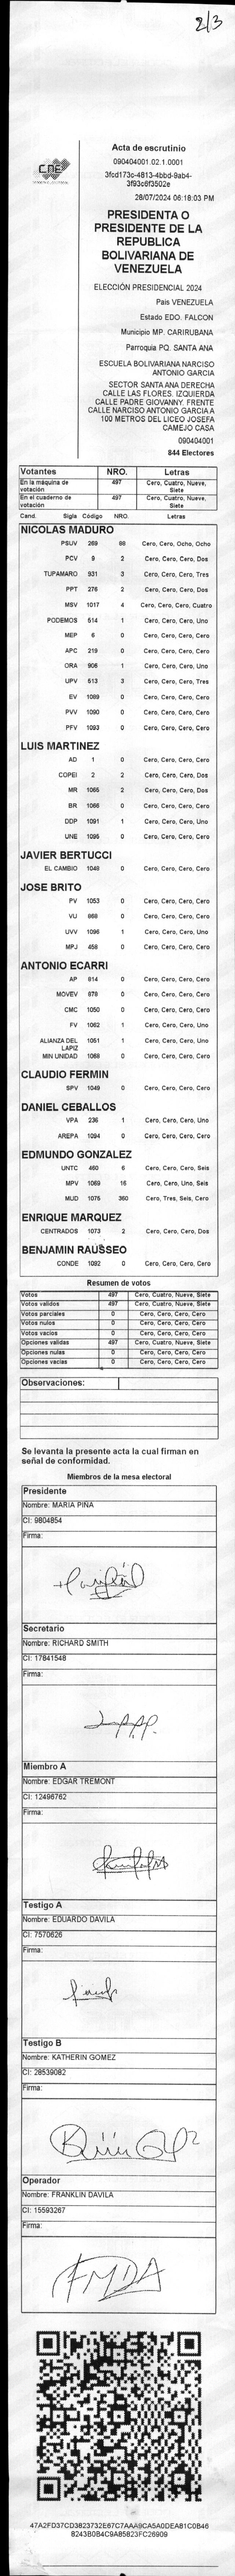 2/3
Acta de escrutinio
CNE
090404001.02.1.0001
3fcd173c-4813-4bbd-9ab4-
3f93c6f3502e
28/07/2024 06:18:03 PM
PRESIDENTA O
PRESIDENTE DE LA
REPUBLICA
BOLIVARIANA DE
VENEZUELA
ELECCIÓN PRESIDENCIAL 2024
Pais VENEZUELA
Estado EDO. FALCON
Municipio MP. CARIRUBANA
Parroquia PQ. SANTA ANA
ESCUELA BOLIVARIANA NARCISO
ANTONIO GARCIA
SECTOR SANTA ANA DERECHA
CALLE LAS FLORES. IZQUIERDA
CALLE PADRE GIOVANNY. FRENTE
CALLE NARCISO ANTONIO GARCIA A
100 METROS DEL LICEO JOSEFA
CAMEJO CASA
090404001
844 Electores
Votantes NRO. Letras
En la máquina de votación 497 Cero, Cuatro, Nueve, Siete
En el cuaderno de votación 497 Cero, Cuatro, Nueve, Siete
Cand. Sigla Código NRO. Letras
NICOLAS MADURO
PSUV 269 88 Cero, Cero, Ocho, Ocho
PCV 9 2 Cero, Cero, Cero, Dos
TUPAMARO 931 3 Cero, Cero, Cero, Tres
PPT 276 2 Cero, Cero, Cero, Dos
MSV 1017 4 Cero, Cero, Cero, Cuatro
PODEMOS 514 1 Cero, Cero, Cero, Uno
MEP 6 0 Cero, Cero, Cero, Cero
APC 219 0 Cero, Cero, Cero, Cero
ORA 906 1 Cero, Cero, Cero, Uno
UPV 513 3 Cero, Cero, Cero, Tres
EV 1089 0 Cero, Cero, Cero, Cero
PVV 1090 0 Cero, Cero, Cero, Cero
PFV 1093 0 Cero, Cero, Cero, Cero
LUIS MARTINEZ
AD 1 0 Cero, Cero, Cero, Cero
COPEI 2 2 Cero, Cero, Cero, Dos
MR 1065 2 Cero, Cero, Cero, Dos
BR 1066 0 Cero, Cero, Cero, Cero
DDP 1091 1 Cero, Cero, Cero, Uno
UNE 1095 0 Cero, Cero, Cero, Cero
JAVIER BERTUCCI
EL CAMBIO 1048 0 Cero, Cero, Cero, Cero
JOSE BRITO
PV 1053 0 Cero, Cero, Cero, Cero
VU 868 0 Cero, Cero, Cero, Cero
UVV 1096 1 Cero, Cero, Cero, Uno
MPJ 458 0 Cero, Cero, Cero, Cero
ANTONIO ECARRI
AP 814 0 Cero, Cero, Cero, Cero
MOVEV 878 0 Cero, Cero, Cero, Cero
CMC 1050 0 Cero, Cero, Cero, Cero
FV 1062 1 Cero, Cero, Cero, Uno
ALIANZA DEL LAPIZ 1051 1 Cero, Cero, Cero, Uno
MIN UNIDAD 1068 0 Cero, Cero, Cero, Cero
CLAUDIO FERMIN
SPV 1049 0 Cero, Cero, Cero, Cero
DANIEL CEBALLOS
VPA 236 1 Cero, Cero, Cero, Uno
AREPA 1094 0 Cero, Cero, Cero, Cero
EDMUNDO GONZALEZ
UNTC 460 6 Cero, Cero, Cero, Seis
MPV 1069 16 Cero, Cero, Uno, Seis
MUD 1075 360 Cero, Tres, Seis, Cero
ENRIQUE MARQUEZ
CENTRADOS 1073 2 Cero, Cero, Cero, Dos
BENJAMIN RAUSSEO
CONDE 1092 0 Cero, Cero, Cero, Cero
Resumen de votos
Votos 497 Cero, Cuatro, Nueve, Siete
Votos validos 497 Cero, Cuatro, Nueve, Siete
Votos parciales 0 Cero, Cero, Cero, Cero
Votos nulos 0 Cero, Cero, Cero, Cero
Votos vacios 0 Cero, Cero, Cero, Cero
Opciones validas 497 Cero, Cuatro, Nueve, Siete
Opciones nulas 0 Cero, Cero, Cero, Cero
Opciones vacias 0 Cero, Cero, Cero, Cero
Observaciones:
Se levanta la presente acta la cual firman en
señal de conformidad.
Miembros de la mesa electoral
Presidente
Nombre: MARIA PIÑA
CI: 9804854
Firma:
Secretario
Nombre: RICHARD SMITH
CI: 17841548
Firma:
Miembro A
Nombre: EDGAR TREMONT
CI: 12496762
Firma:
Testigo A
Nombre: EDUARDO DAVILA
CI: 7570626
Firma:
Testigo B
Nombre: KATHERIN GOMEZ
CI: 28539082
Firma:
Operador
Nombre: FRANKLIN DAVILA
CI: 15593267
Firma:
47A2FD37CD3823732E67C7AAA9CA5A0DEA81C0B46
8243B0B4C9A85823FC26909